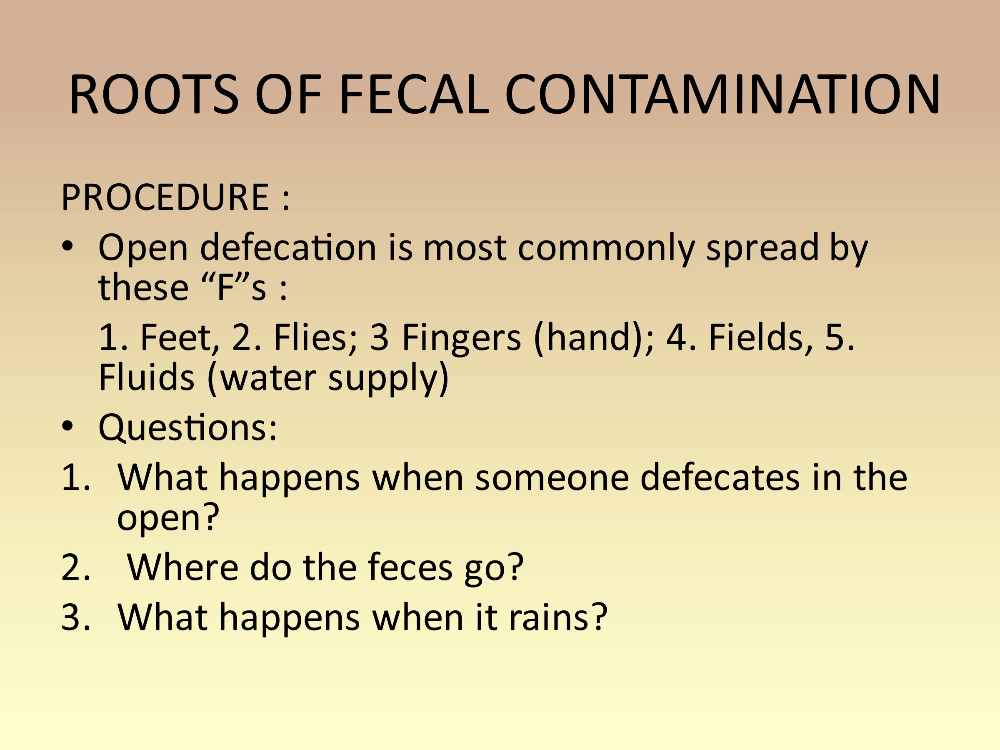 ROOTS OF FECAL CONTAMINATION
PROCEDURE :
• Open defecation is most commonly spread by
these “F”s :
1. Feet, 2. Flies; 3 Fingers (hand); 4. Fields, 5.
Fluids (water supply)
• Questions:
1. What happens when someone defecates in the
open?
2. Where do the feces go?
3. What happens when it rains?